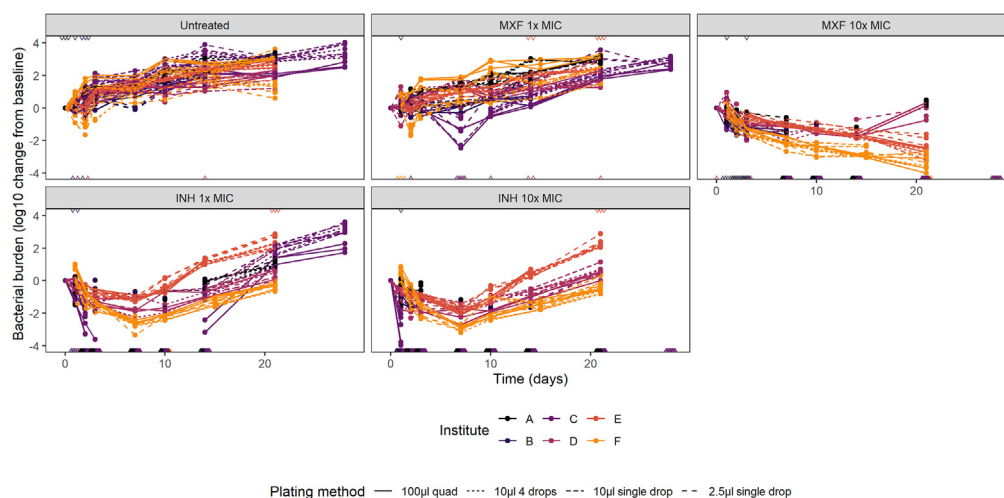 Untreated
MXF 1x MIC
MXF 10x MIC
4
2
0
-2
-4
0
10
20
INH 1x MIC
INH 10x MIC
4
2
0
-2
-4
0
10
20
0
10
20
Bacterial burden (log10 change from baseline)
Time (days)
Institute
A
C
E
B
D
F
Plating method
100µl quad
10µl 4 drops
10µl single drop
2.5µl single drop